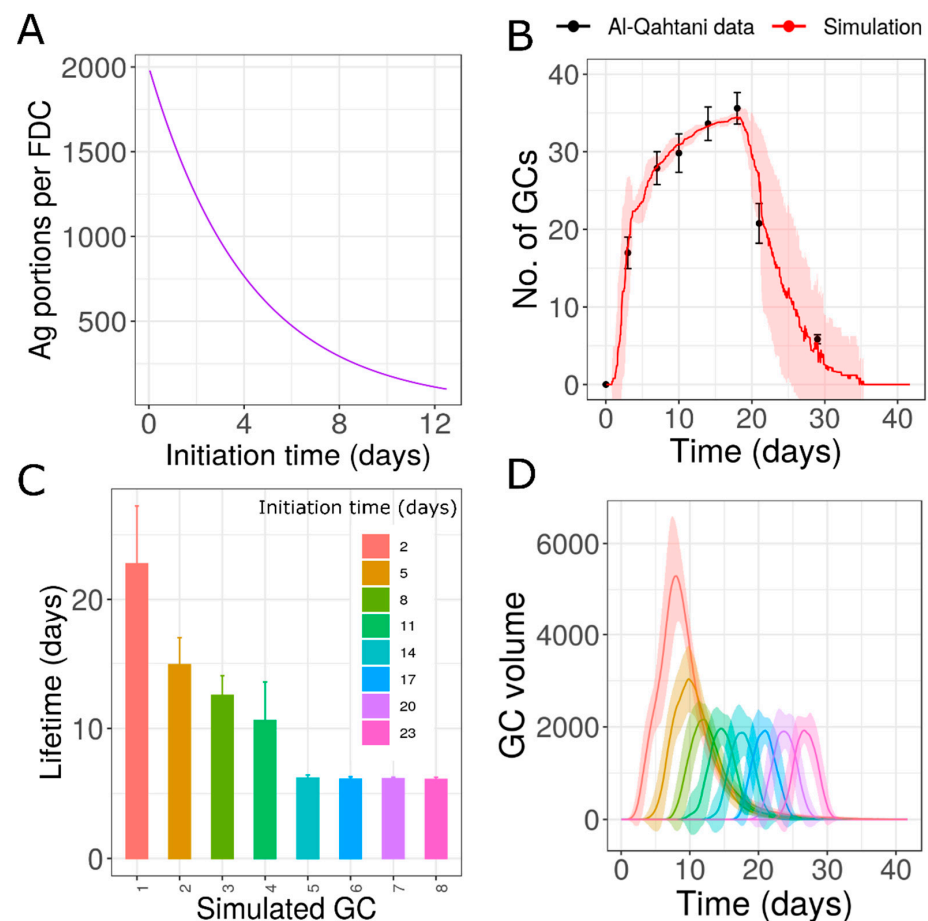 A
Ag portions per FDC
2000
1500
1000
500
0 4 8 12
Initiation time (days)
B
Al-Qahtani data Simulation
No. of GCs
40
30
20
10
0
0 10 20 30 40
Time (days)
C
Lifetime (days)
20
10
0
Initiation time (days)
2
5
8
11
14
17
20
23
1 2 3 4 5 6 7 8
Simulated GC
D
GC volume
6000
4000
2000
0
0 10 20 30 40
Time (days)